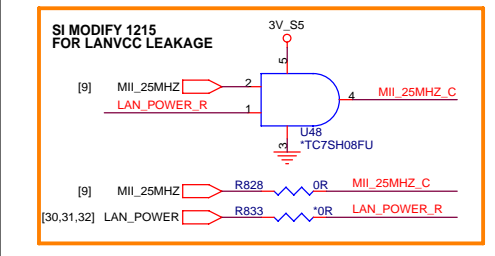 SI MODIFY 1215
FOR LANVCC LEAKAGE
3V_S5
5
[9] MII_25MHZ 2
4 MII_25MHZ_C
LAN_POWER_R 1
U48
3 *TC7SH08FU
[9] MII_25MHZ R828 0R MII_25MHZ_C
[30,31,32] LAN_POWER R833 *0R LAN_POWER_R